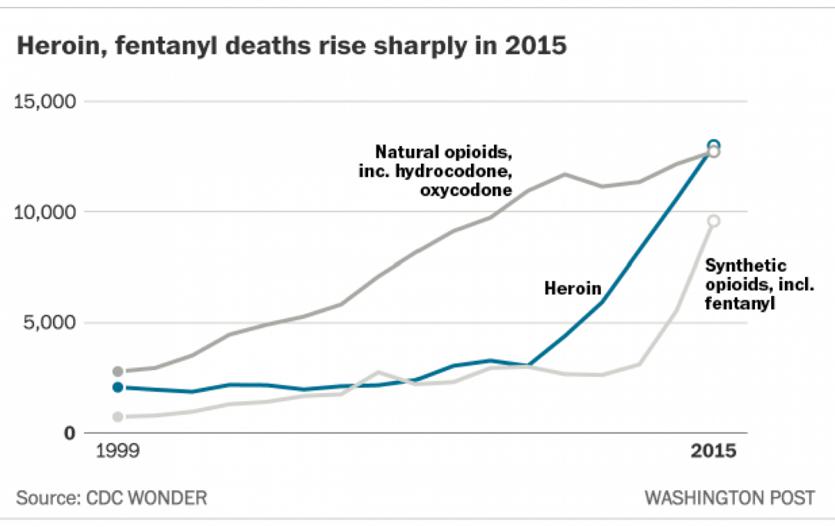 Heroin, fentanyl deaths rise sharply in 2015
15,000
Natural opioids,
inc. hydrocodone,
oxycodone
10,000
Synthetic
opioids, incl.
fentanyl
Heroin
5,000
0
1999
2015
Source: CDC WONDER
WASHINGTON POST